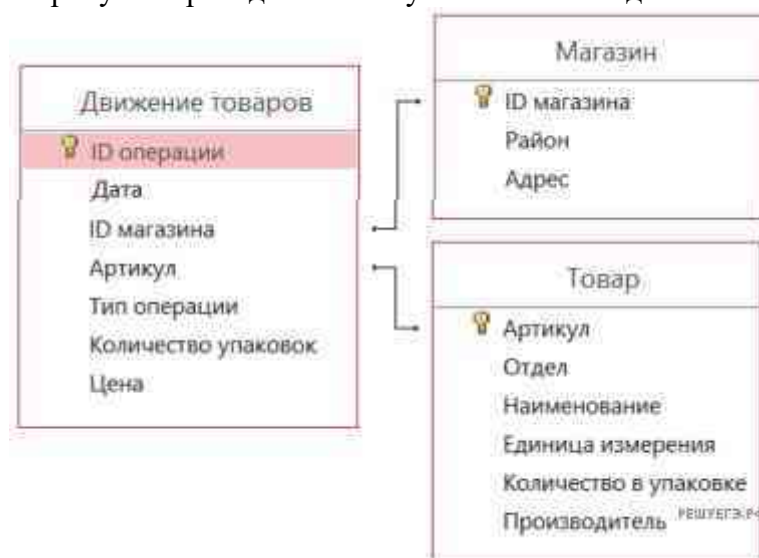 Движение товаров
ID операции
Дата
ID магазина
Артикул
Тип операции
Количество упаковок
Цена
Магазин
ID магазина
Район
Адрес
Товар
Артикул
Отдел
Наименование
Единица измерения
Количество в упаковке
Производитель
РЕШУЕГЭ.РФ